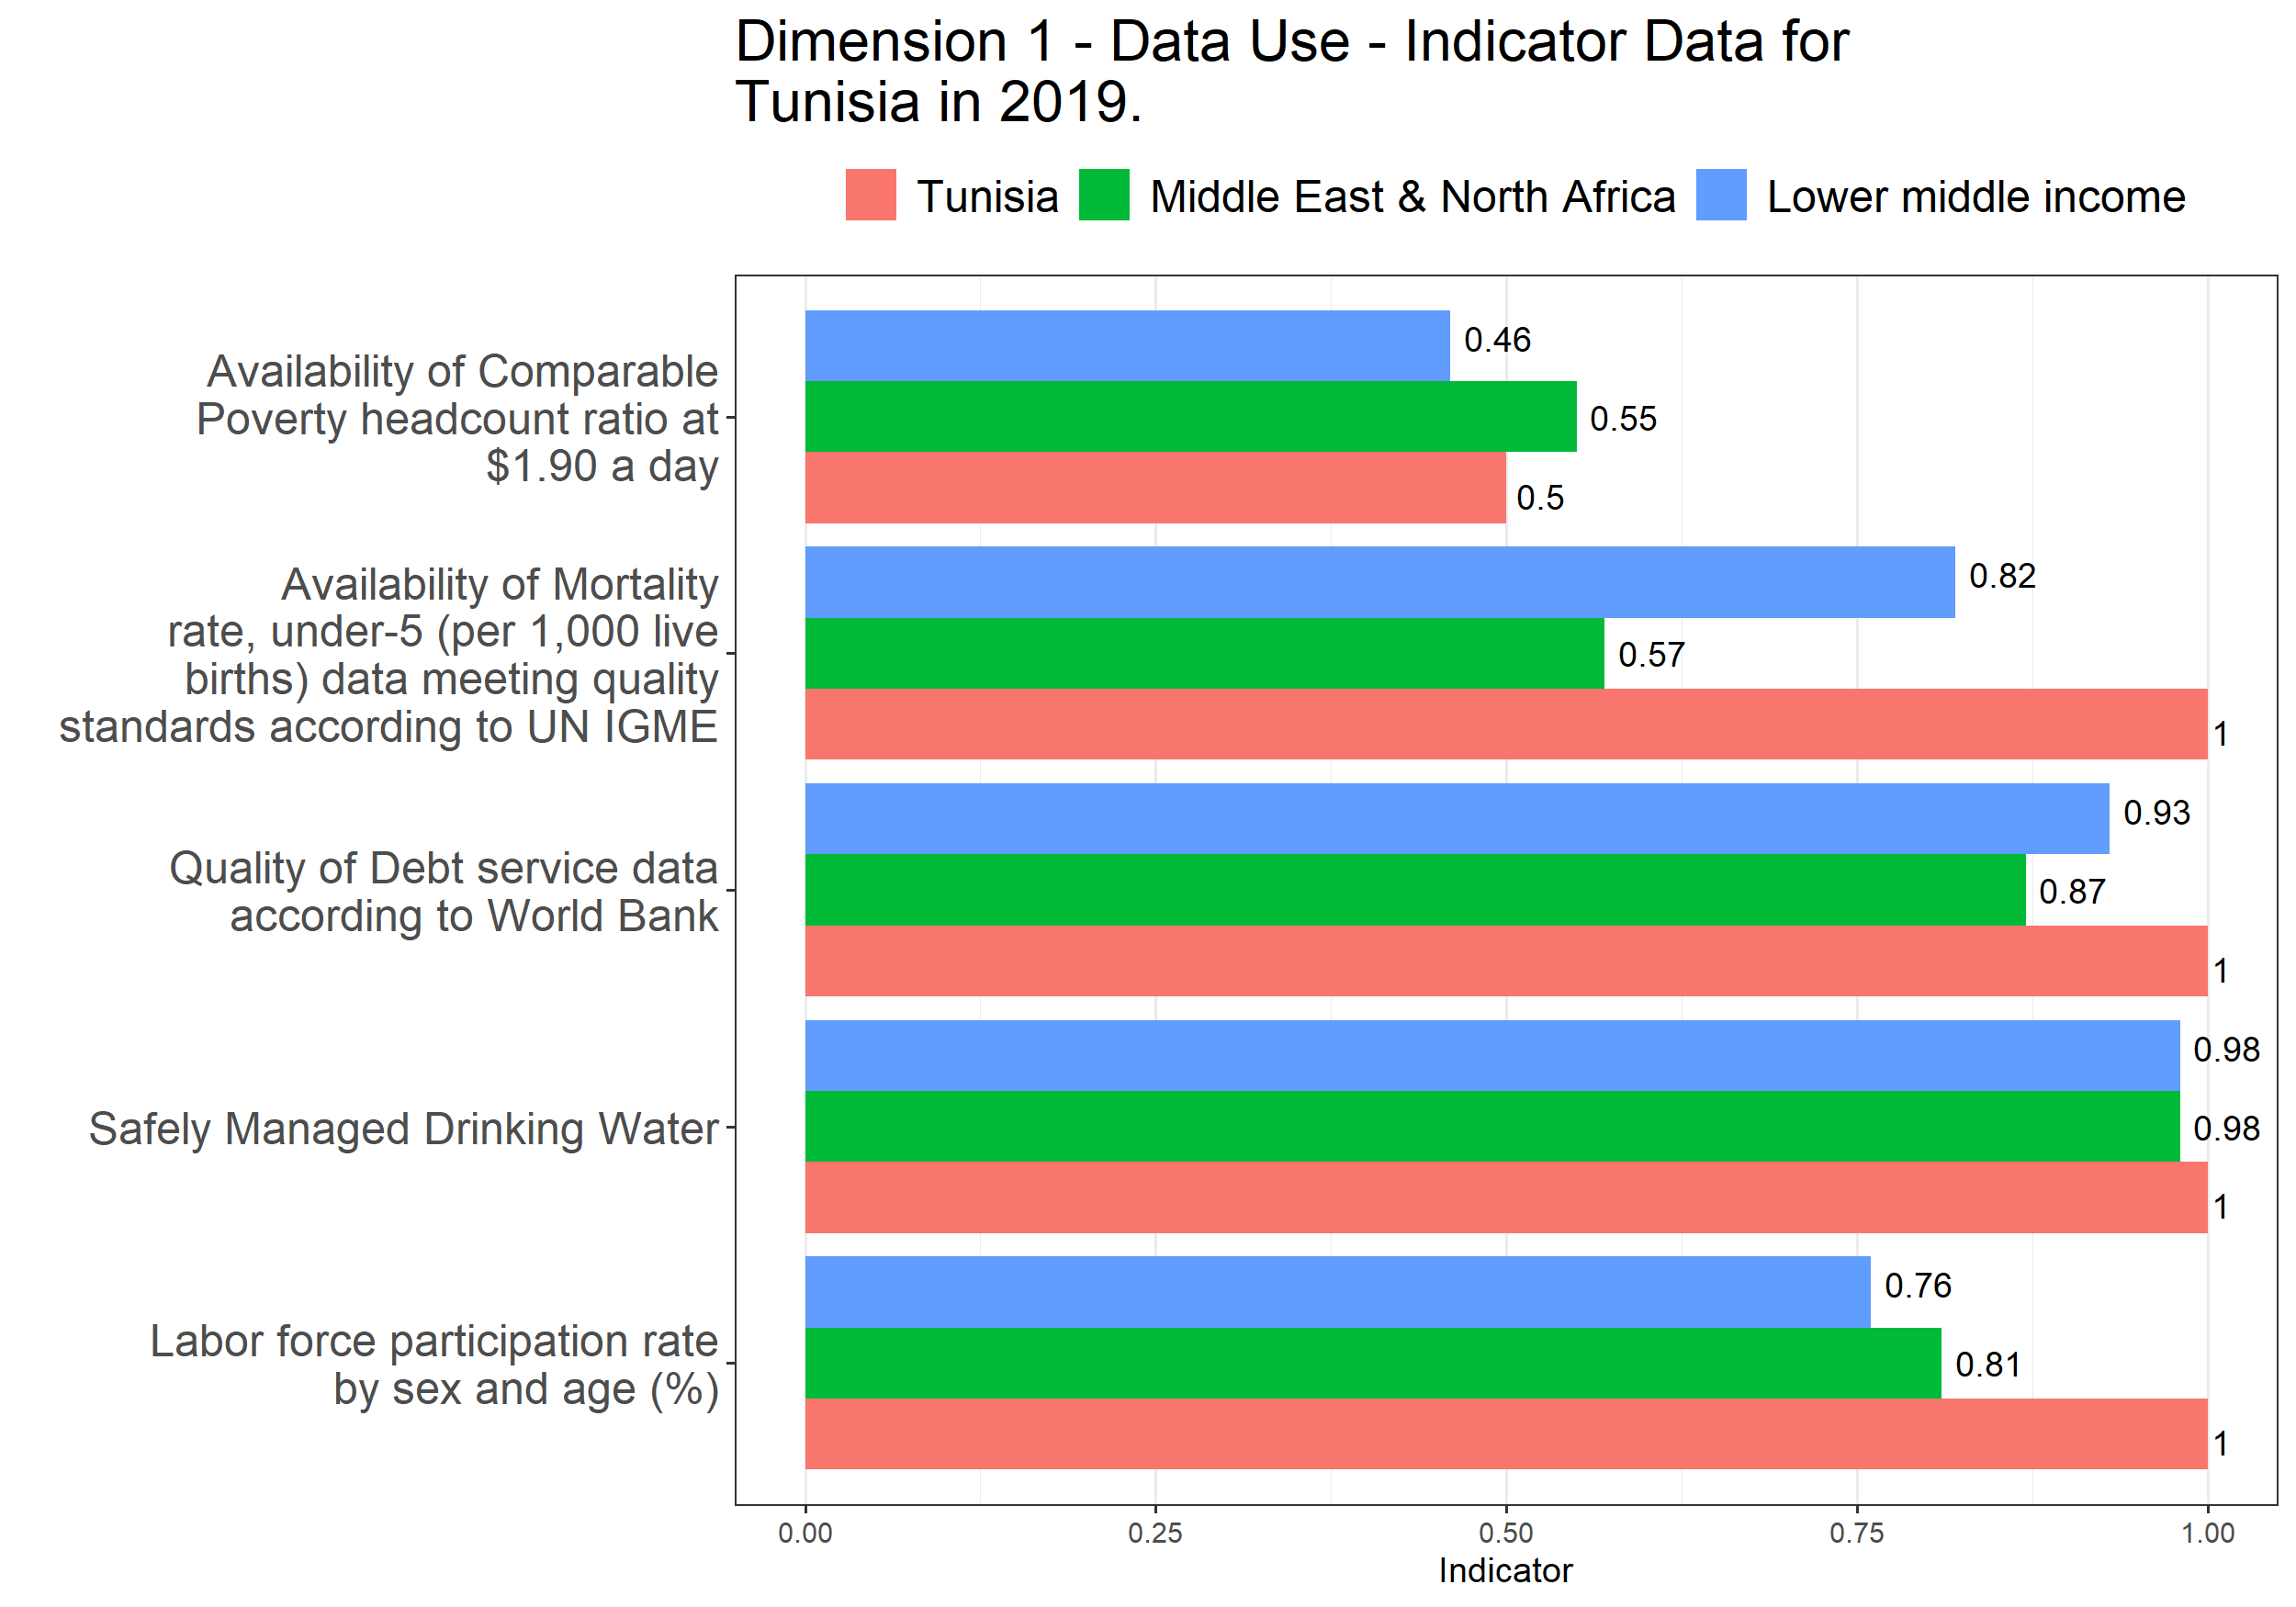 Dimension 1 - Data Use - Indicator Data for
Tunisia in 2019.
Tunisia
Middle East & North Africa
Lower middle income
Availability of Comparable
Poverty headcount ratio at
$1.90 a day
0.46
0.55
0.5
Availability of Mortality
rate, under-5 (per 1,000 live
births) data meeting quality
standards according to UN IGME
0.82
0.57
1
Quality of Debt service data
according to World Bank
0.93
0.87
1
Safely Managed Drinking Water
0.98
0.98
1
Labor force participation rate
by sex and age (%)
0.76
0.81
1
0.00
0.25
0.50
0.75
1.00
Indicator